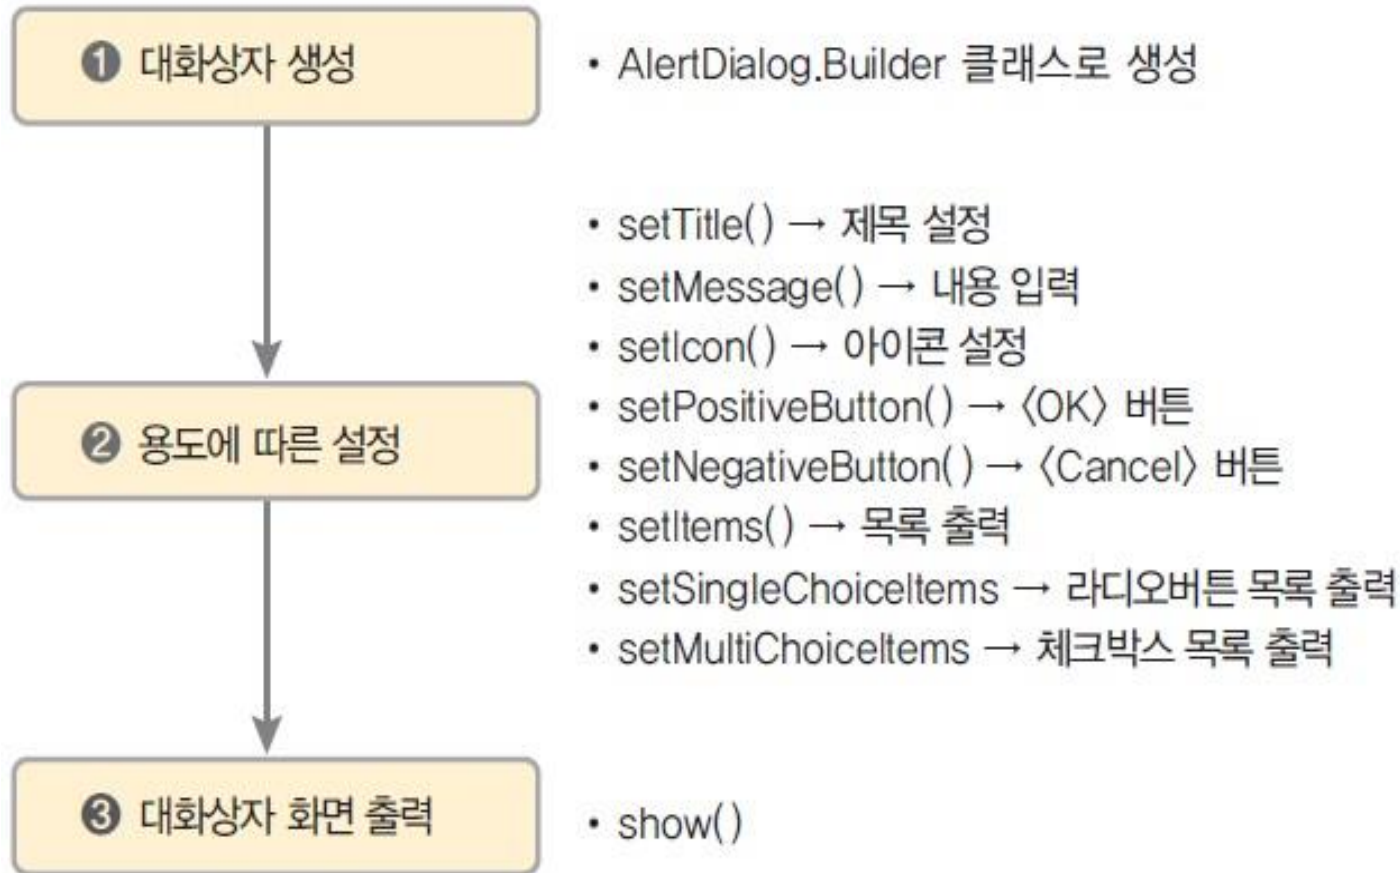 ❶ 대화상자 생성
• AlertDialog.Builder 클래스로 생성
• setTitle() → 제목 설정
• setMessage() → 내용 입력
• setIcon() → 아이콘 설정
• setPositiveButton() → 〈OK〉 버튼
❷ 용도에 따른 설정
• setNegativeButton() → 〈Cancel〉 버튼
• setItems() → 목록 출력
• setSingleChoiceItems → 라디오버튼 목록 출력
• setMultiChoiceItems → 체크박스 목록 출력
❸ 대화상자 화면 출력
• show()